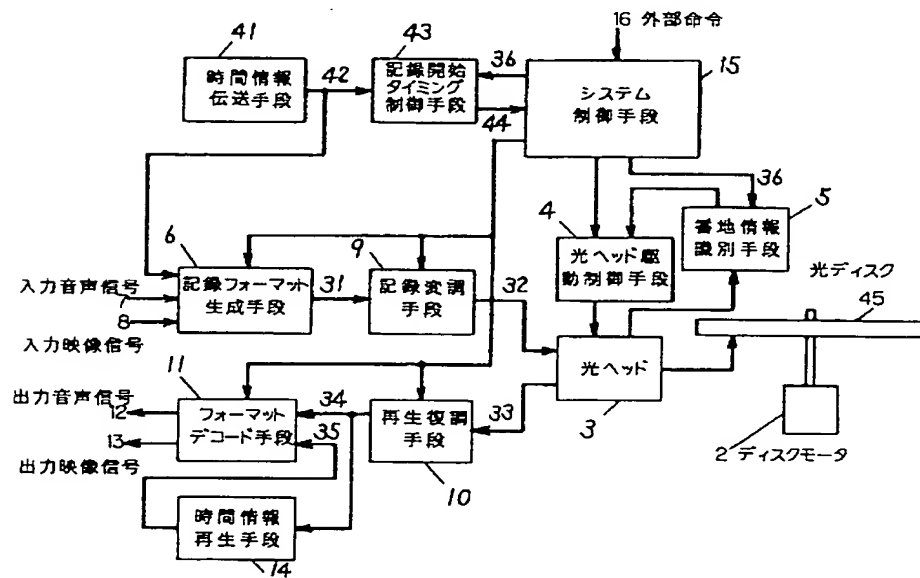 16 外部命令
41
時間情報
伝送手段
42
43
記録開始
タイミング
制御手段
36
44
15
システム
制御手段
36
4
光ヘッド駆
動制御手段
5
番地情報
識別手段
光ディスク
45
6
記録フォーマット
生成手段
入力音声信号
7
8
入力映像信号
31
9
記録変調
手段
32
光ヘッド
3
2 ディスクモータ
11
フォーマット
デコード手段
出力音声信号
12
13
出力映像信号
34
35
再生復調
手段
33
10
時間情報
再生手段
14